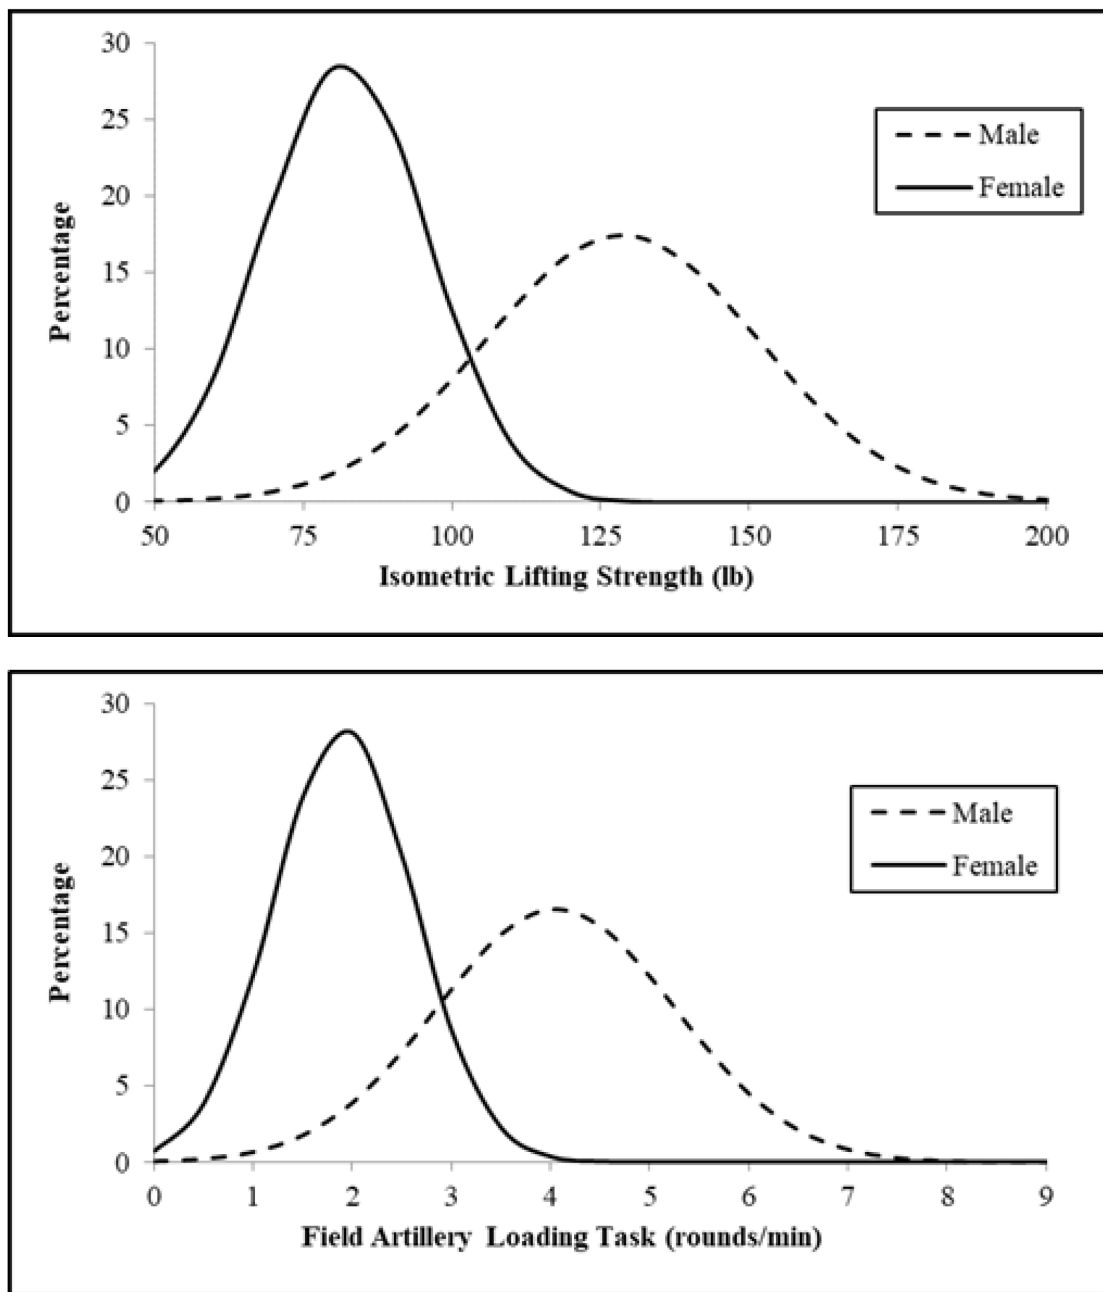 30
25
20
15
10
5
0
Percentage
Male
Female
50 75 100 125 150 175 200
Isometric Lifting Strength (lb)
30
25
20
15
10
5
0
Percentage
Male
Female
0 1 2 3 4 5 6 7 8 9
Field Artillery Loading Task (rounds/min)